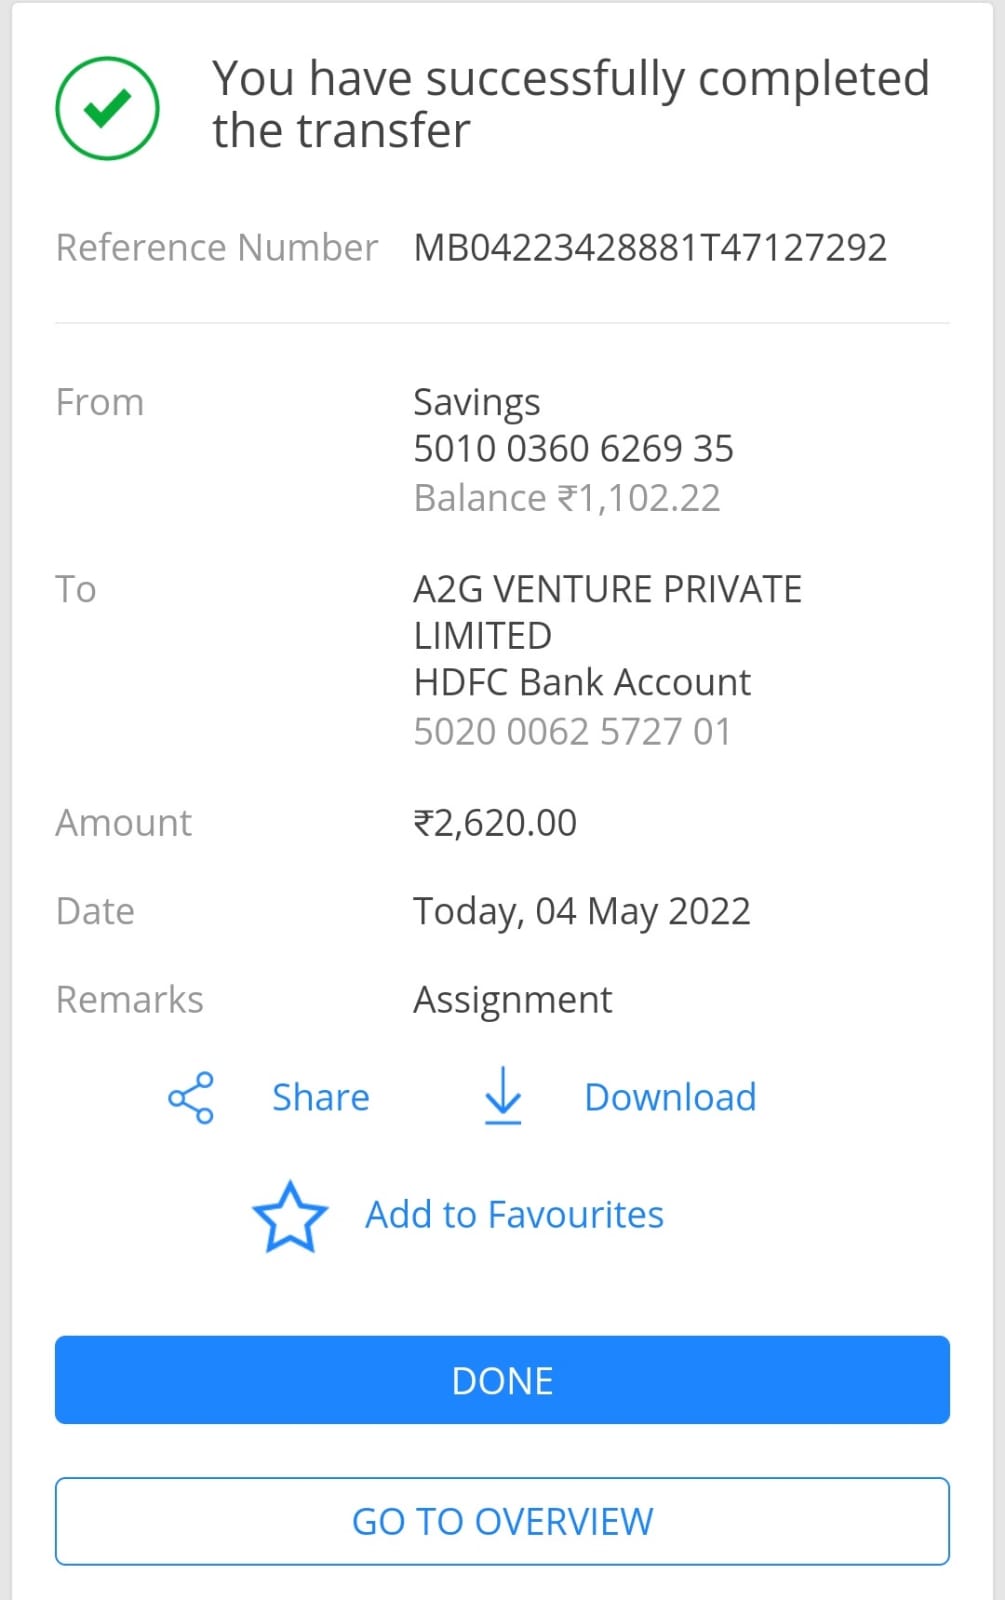 You have successfully completed
the transfer
Reference Number MB04223428881T47127292
From Savings
5010 0360 6269 35
Balance ₹1,102.22
To A2G VENTURE PRIVATE
LIMITED
HDFC Bank Account
5020 0062 5727 01
Amount ₹2,620.00
Date Today, 04 May 2022
Remarks Assignment
Share Download
Add to Favourites
DONE
GO TO OVERVIEW